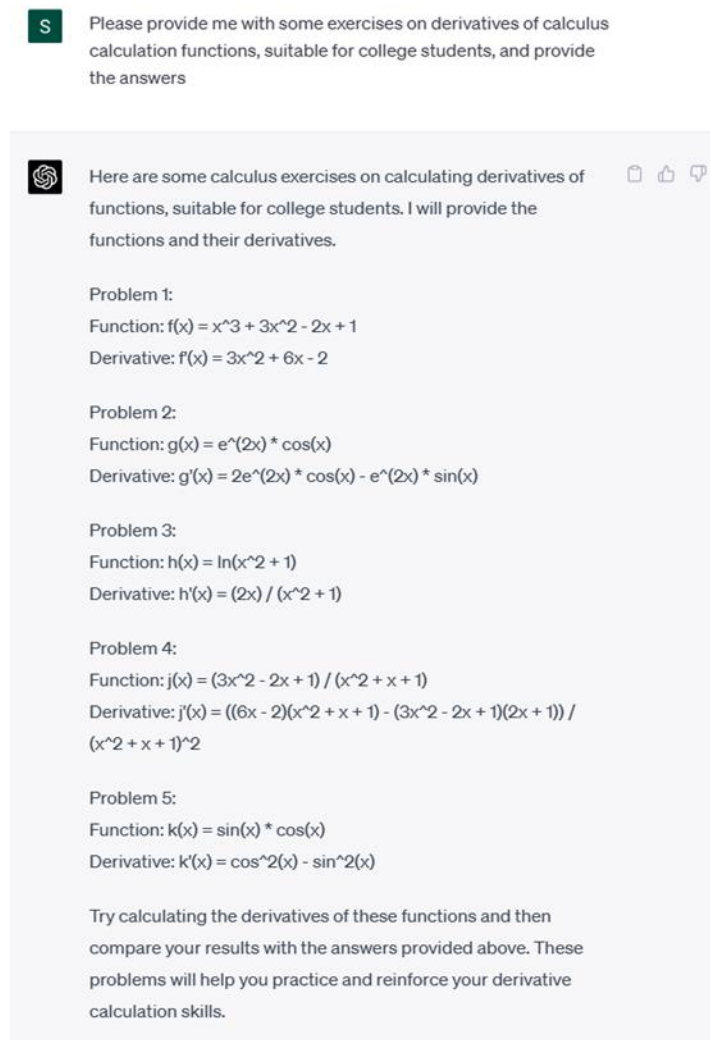 S
Please provide me with some exercises on derivatives of calculus
calculation functions, suitable for college students, and provide
the answers
Here are some calculus exercises on calculating derivatives of
functions, suitable for college students. I will provide the
functions and their derivatives.
Problem 1:
Function: f(x) = x^3 + 3x^2 - 2x + 1
Derivative: f'(x) = 3x^2 + 6x - 2
Problem 2:
Function: g(x) = e^(2x) * cos(x)
Derivative: g'(x) = 2e^(2x) * cos(x) - e^(2x) * sin(x)
Problem 3:
Function: h(x) = ln(x^2 + 1)
Derivative: h'(x) = (2x) / (x^2 + 1)
Problem 4:
Function: j(x) = (3x^2 - 2x + 1) / (x^2 + x + 1)
Derivative: j'(x) = ((6x - 2)(x^2 + x + 1) - (3x^2 - 2x + 1)(2x + 1)) /
(x^2 + x + 1)^2
Problem 5:
Function: k(x) = sin(x) * cos(x)
Derivative: k'(x) = cos^2(x) - sin^2(x)
Try calculating the derivatives of these functions and then
compare your results with the answers provided above. These
problems will help you practice and reinforce your derivative
calculation skills.